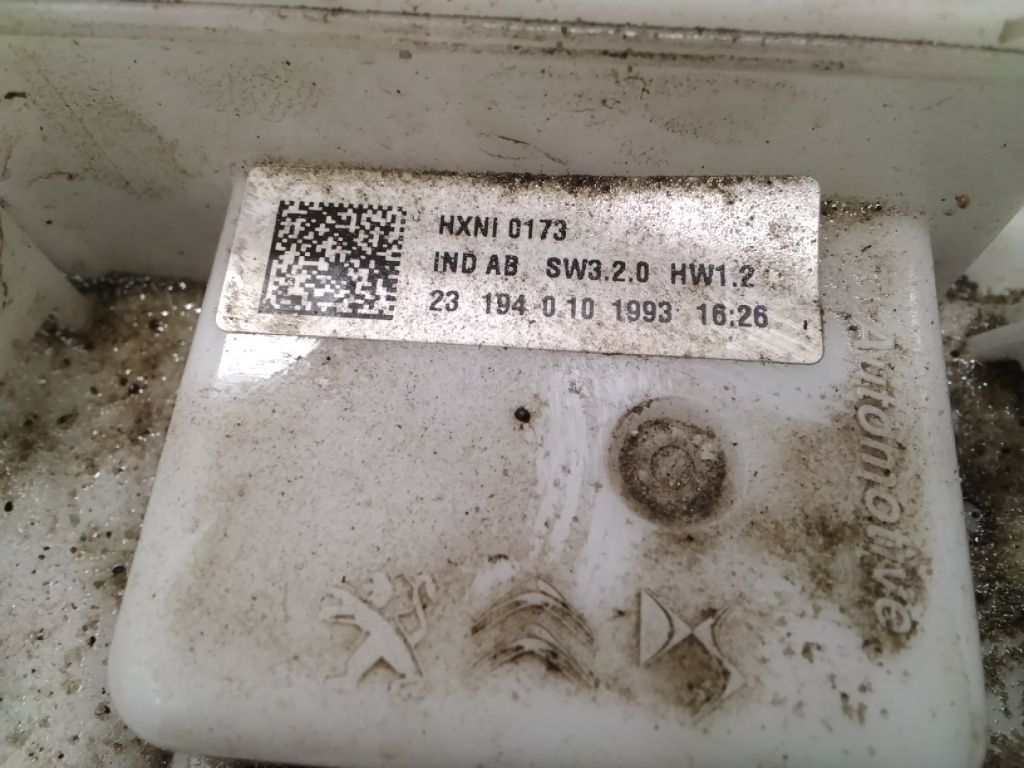 HXNI 0173
IND AB SW3.2.0 HW1.2
23 194 0 10 1993 16:26
Automotive